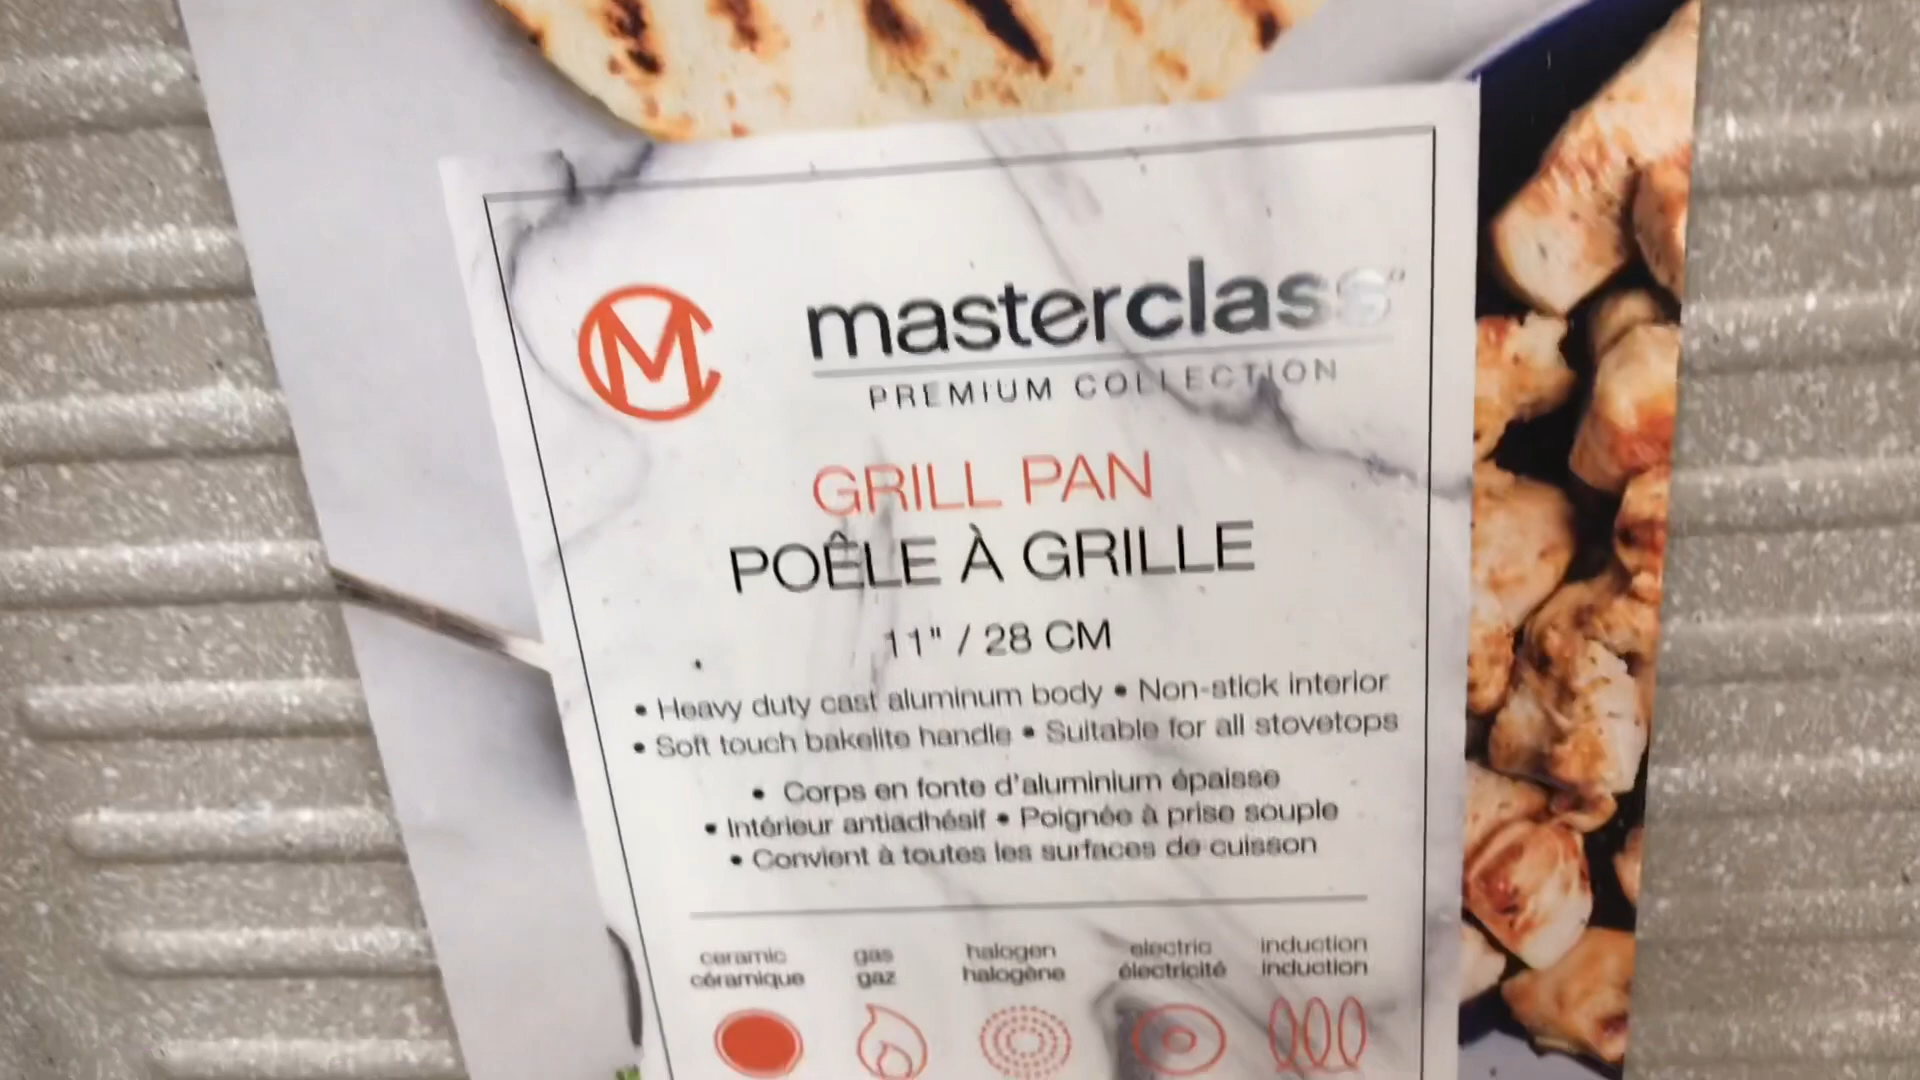 masterclass
PREMIUM COLLECTION
GRILL PAN
POÊLE À GRILLE
11" / 28 CM
• Heavy duty cast aluminum body • Non-stick interior
• Soft touch bakelite handle • Suitable for all stovetops
• Corps en fonte d'aluminium épaisse
• Intérieur antiadhésif • Poignée à prise souple
• Convient à toutes les surfaces de cuisson
ceramic gas halogen electric induction
céramique gaz halogène électricité induction